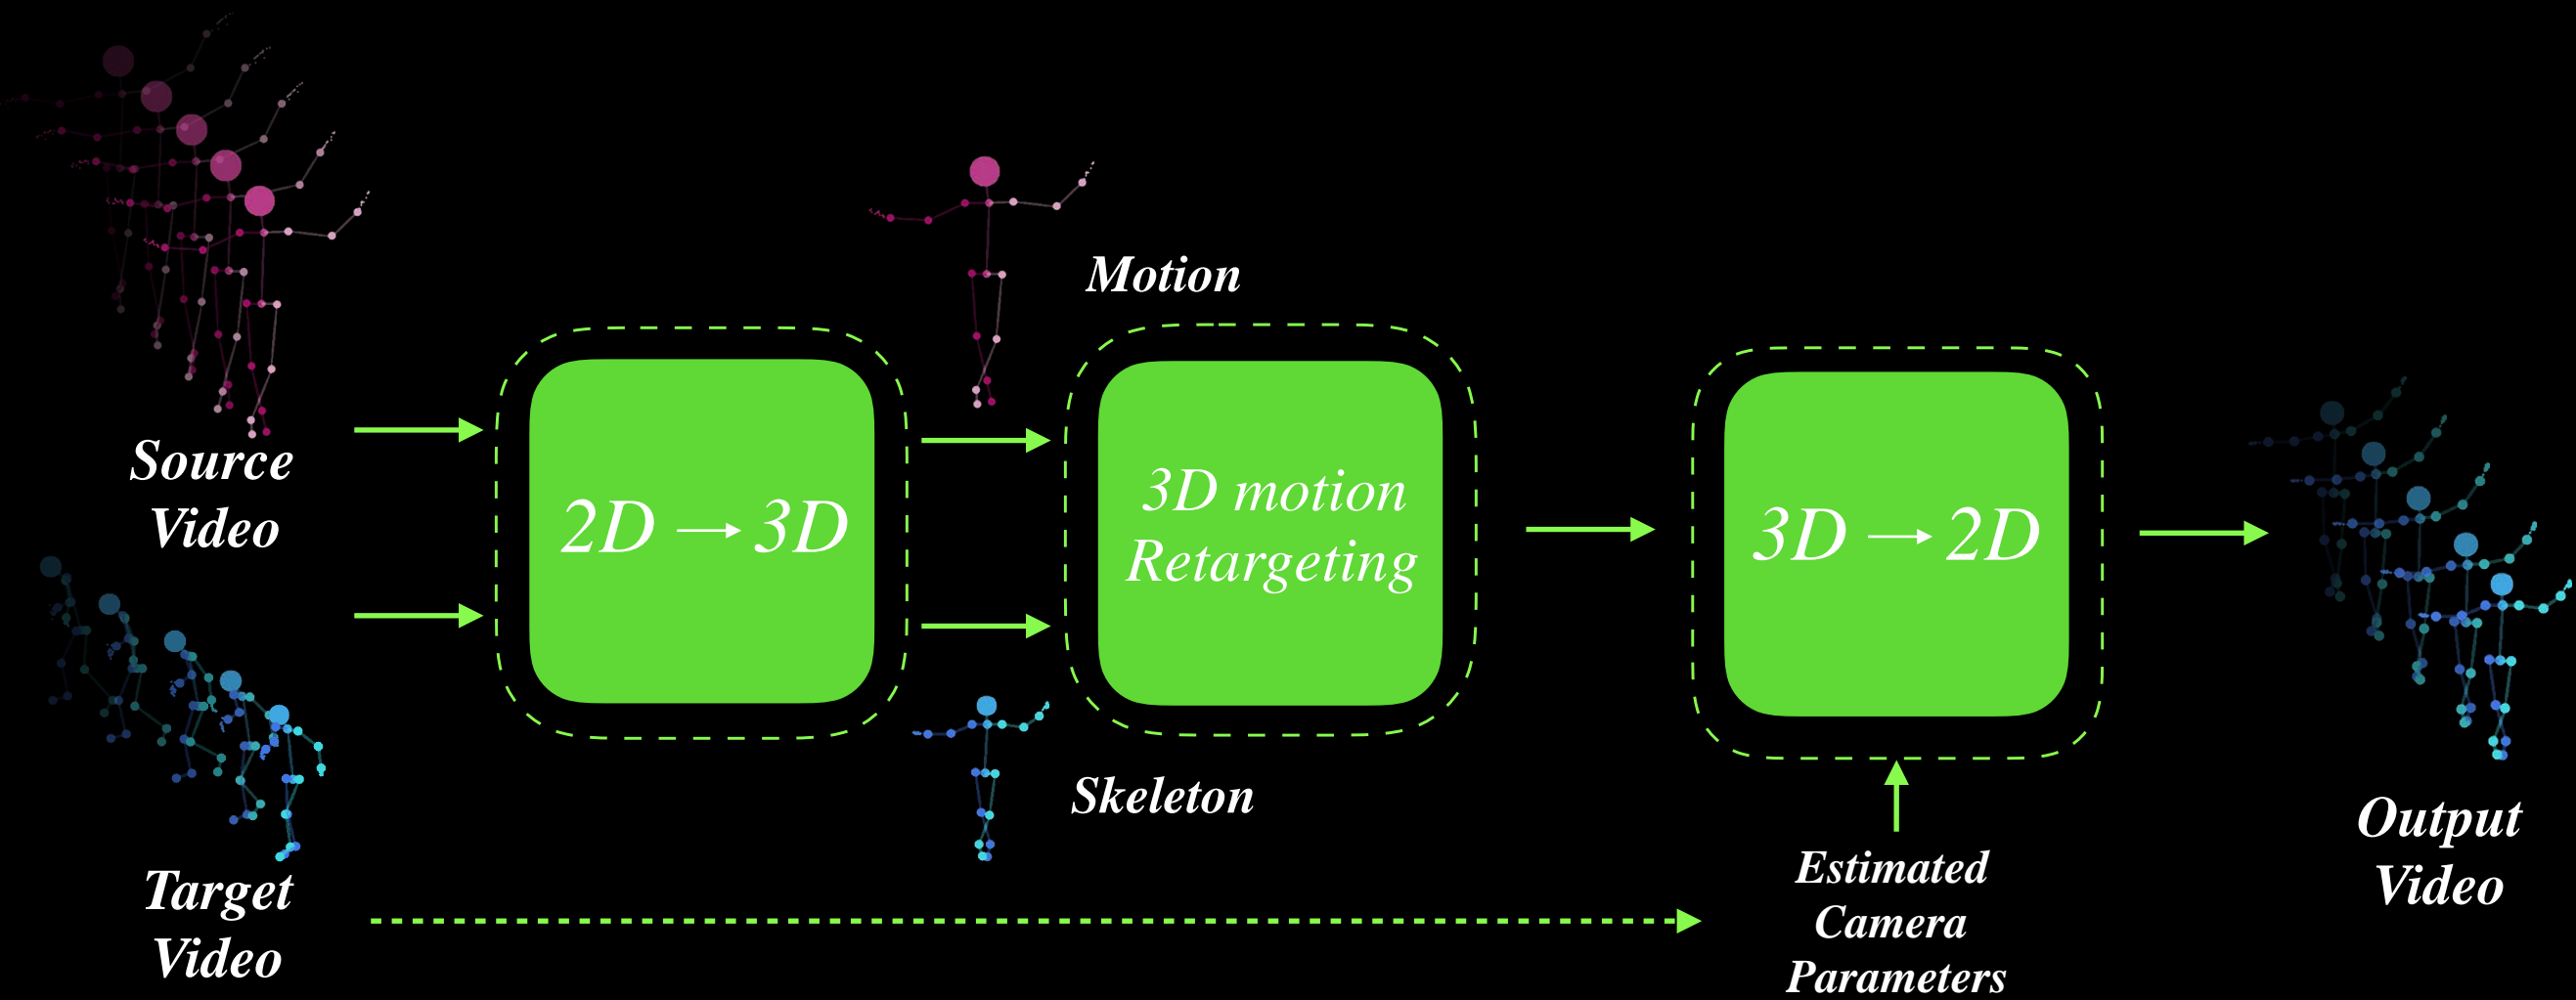 Source
Video
Target
Video
2D → 3D
Motion
3D motion
Retargeting
Skeleton
3D → 2D
Estimated
Camera
Parameters
Output
Video